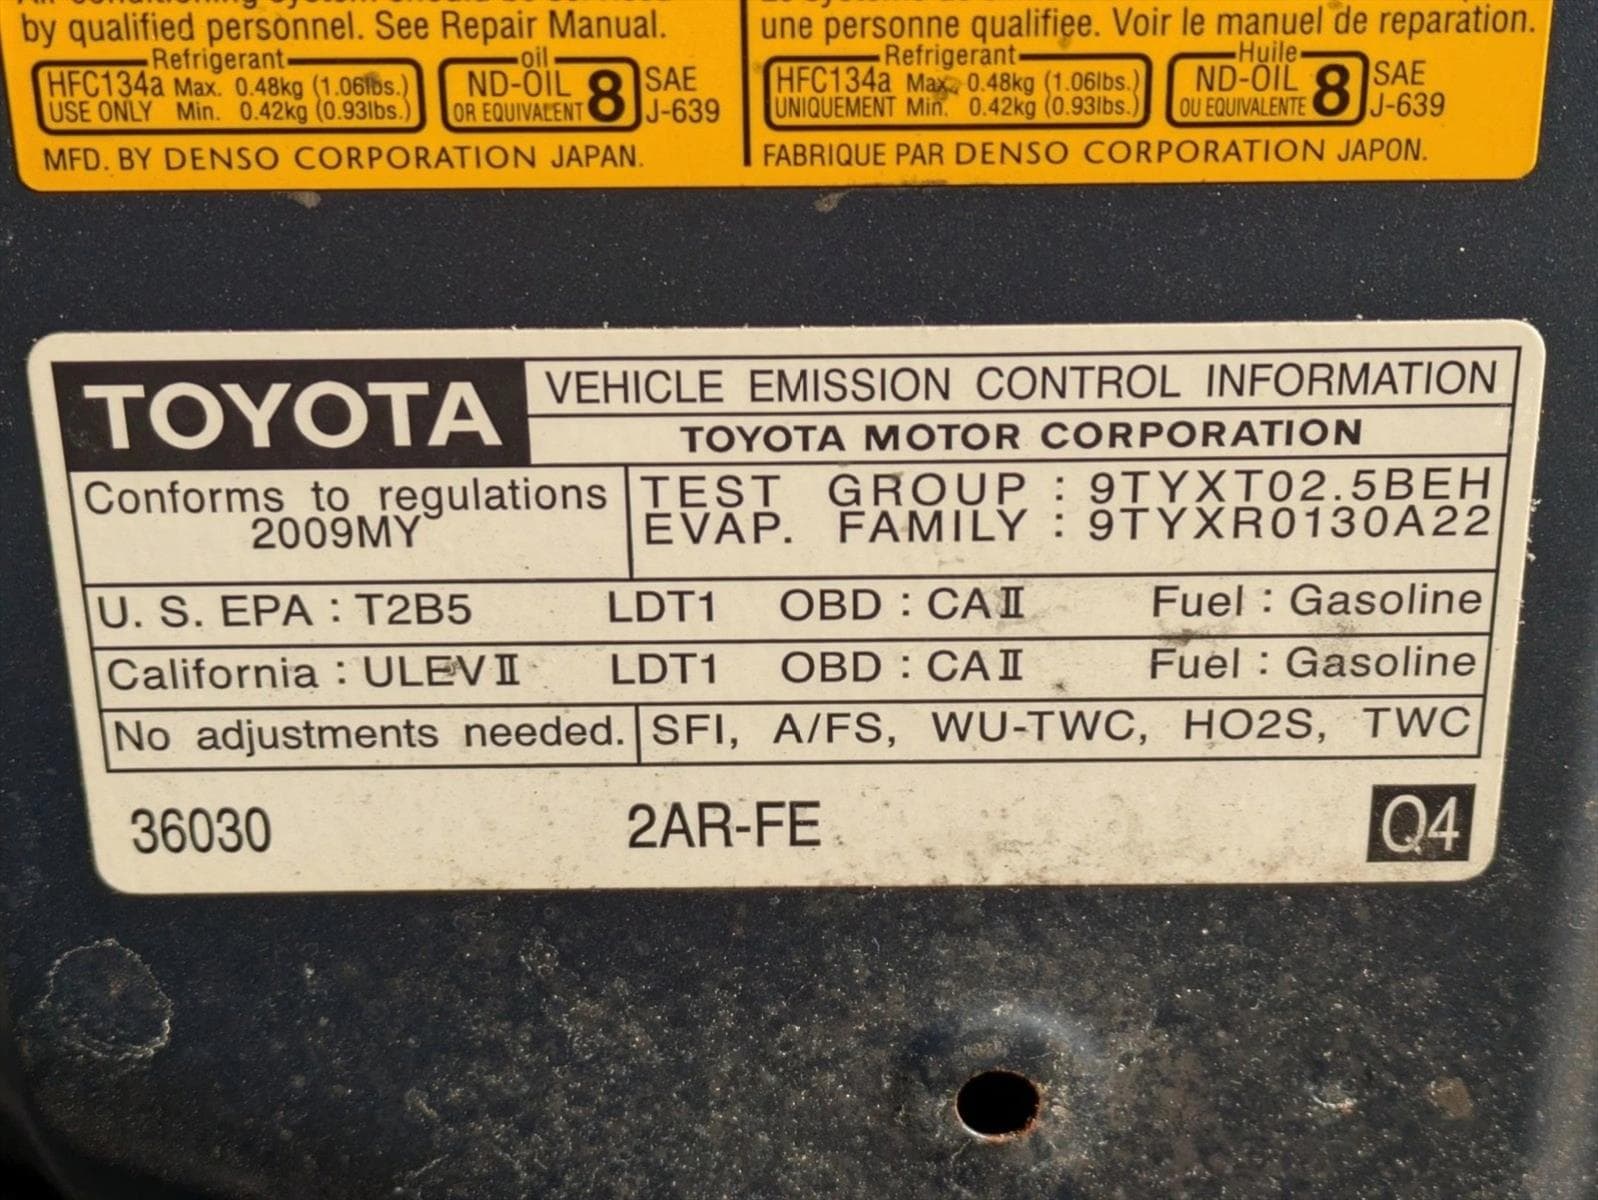 by qualified personnel. See Repair Manual.
Refrigerant
HFC134a Max. 0.48kg (1.06lbs.)
USE ONLY Min. 0.42kg (0.93lbs.)
oil
ND-OIL 8
OR EQUIVALENT
SAE
J-639
MFD. BY DENSO CORPORATION JAPAN.
une personne qualifiee. Voir le manuel de reparation.
Refrigerant
HFC134a Max. 0.48kg (1.06lbs.)
UNIQUEMENT Min. 0.42kg (0.93lbs.)
Huile
ND-OIL 8
OU EQUIVALENTE
SAE
J-639
FABRIQUE PAR DENSO CORPORATION JAPON.
TOYOTA
VEHICLE EMISSION CONTROL INFORMATION
TOYOTA MOTOR CORPORATION
Conforms to regulations
2009MY
TEST GROUP : 9TYXT02.5BEH
EVAP. FAMILY : 9TYXR0130A22
U. S. EPA : T2B5 LDT1 OBD : CAⅡ Fuel : Gasoline
California : ULEVⅡ LDT1 OBD : CAⅡ Fuel : Gasoline
No adjustments needed. SFI, A/FS, WU-TWC, HO2S, TWC
36030 2AR-FE Q4